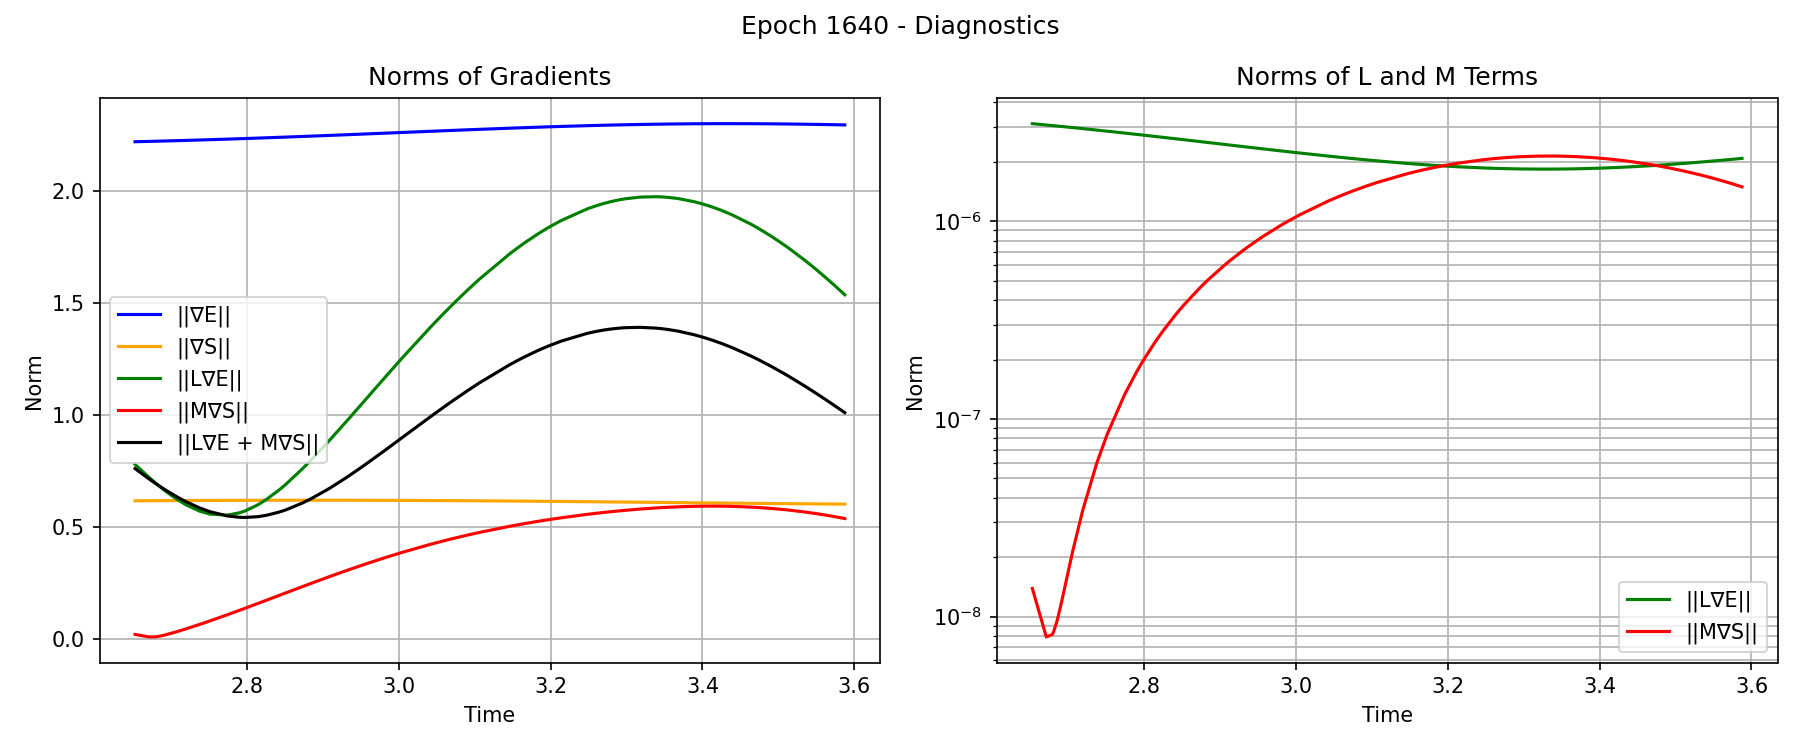 Epoch 1640 - Diagnostics
Norms of Gradients
Norm
2.0
1.5
1.0
0.5
0.0
||∇E||
||∇S||
||L∇E||
||M∇S||
||L∇E + M∇S||
2.8
3.0
3.2
3.4
3.6
Time
Norms of L and M Terms
Norm
10⁻⁶
10⁻⁷
10⁻⁸
||L∇E||
||M∇S||
2.8
3.0
3.2
3.4
3.6
Time